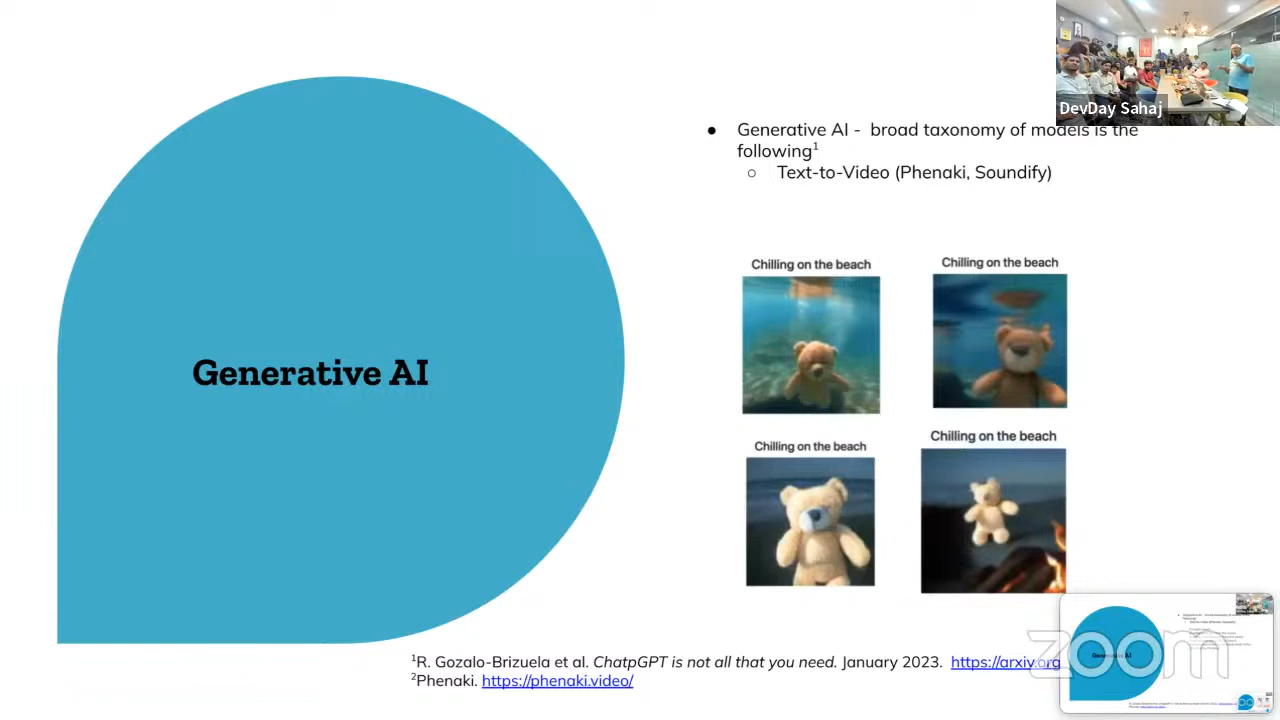 DevDay Sahaj
● Generative AI - broad taxonomy of models is the
following1
○ Text-to-Video (Phenaki, Soundify)
Generative AI
Chilling on the beach
Chilling on the beach
Chilling on the beach
Chilling on the beach
1R. Gozalo-Brizuela et al. ChatpGPT is not all that you need. January 2023. https://arxiv.org
2Phenaki. https://phenaki.video/
zoom
Generative AI